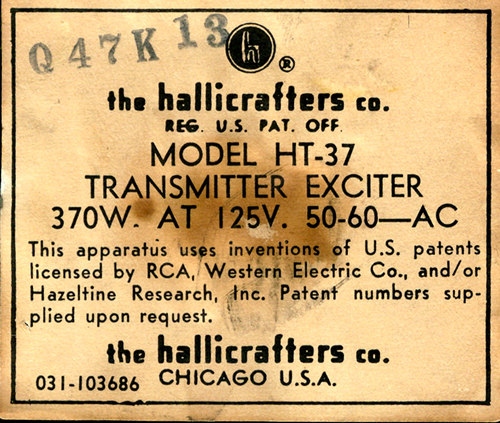 Q47K 13
h
®
the hallicrafters co.
REG. U.S. PAT. OFF.
MODEL HT-37
TRANSMITTER EXCITER
370W. AT 125V. 50-60—AC
This apparatus uses inventions of U.S. patents
licensed by RCA, Western Electric Co., and/or
Hazeltine Research, Inc. Patent numbers sup-
plied upon request.
the hallicrafters co.
031-103686 CHICAGO U.S.A.